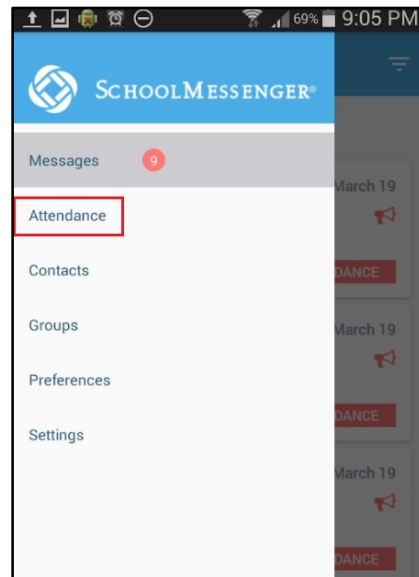 69% 9:05 PM
SCHOOLMESSENGER®
Messages 9
March 19
Attendance
DANCE
Contacts
Groups
March 19
Preferences
DANCE
Settings
March 19
DANCE